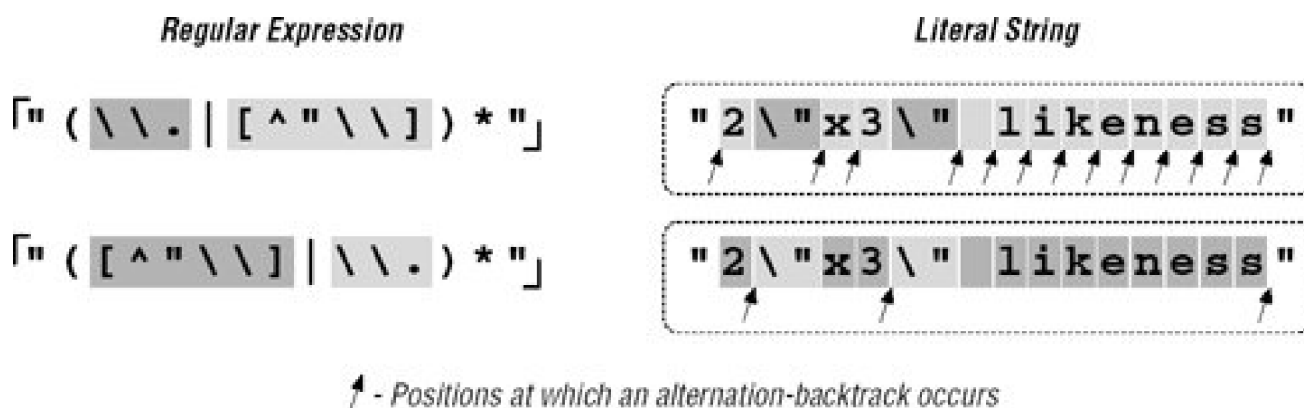 Regular Expression Literal String
⌈"(\\.|[^"\\])*"⌋ "2\"x3\" likeness"
⌈"([^"\\]|\\.)*"⌋ "2\"x3\" likeness"
- Positions at which an alternation-backtrack occurs